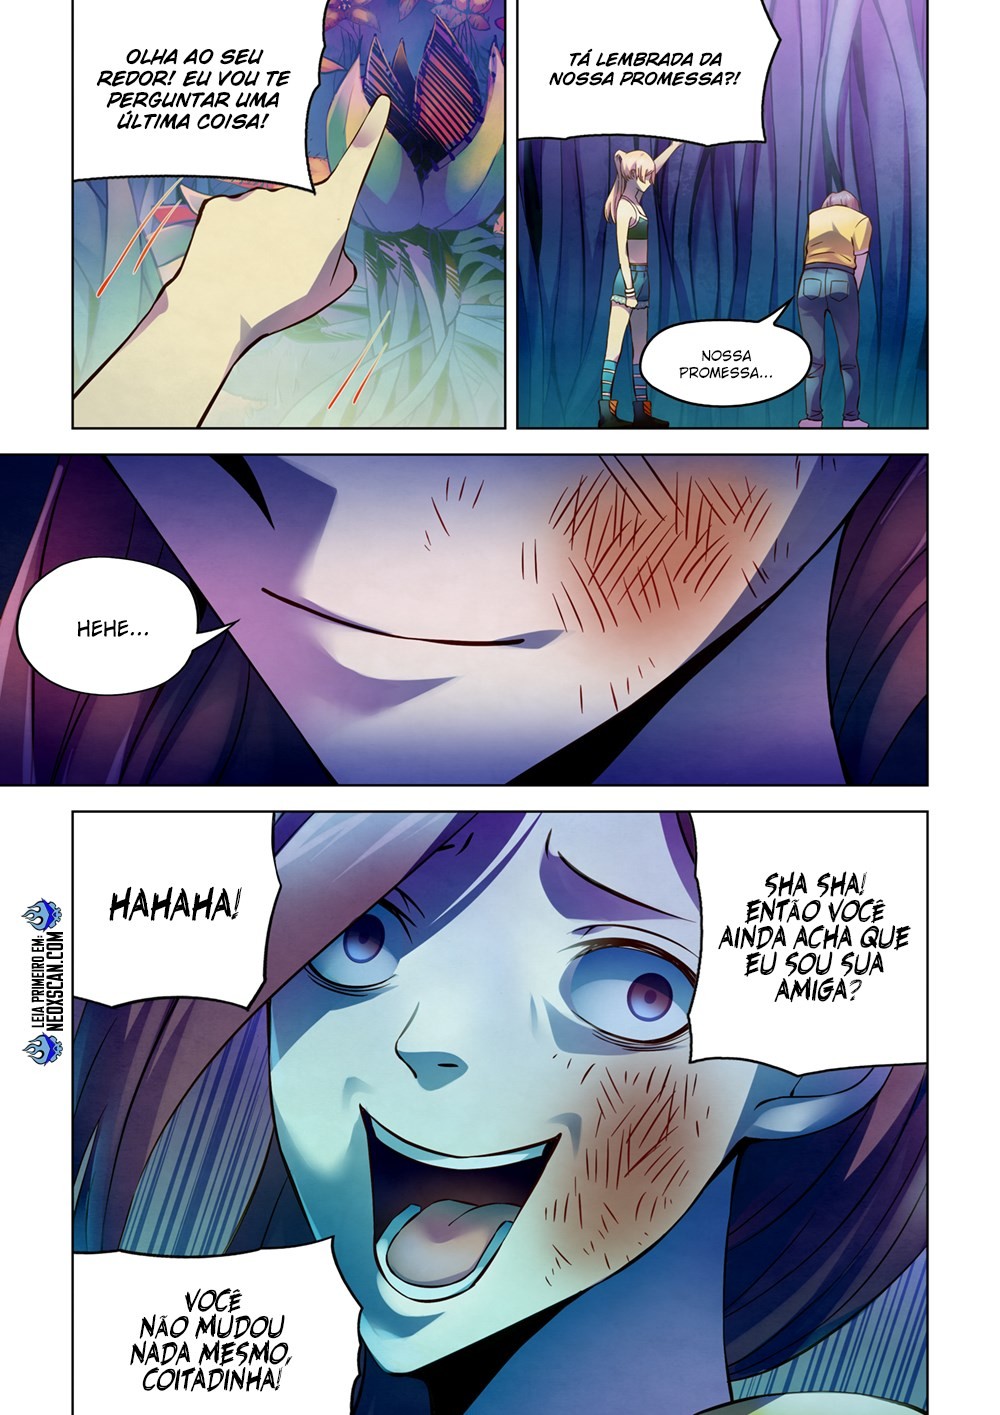 OLHA AO SEU
REDOR! EU VOU TE
PERGUNTAR UMA
ÚLTIMA COISA!
TÁ LEMBRADA DA
NOSSA PROMESSA?!
NOSSA
PROMESSA...
HEHE...
HAHAHA!
SHA SHA!
ENTÃO VOCÊ
AINDA ACHA QUE
EU SOU SUA
AMIGA?
LEIA PRIMEIRO EM:
NEOXSCAN.COM
VOCÊ
NÃO MUDOU
NADA MESMO,
COITADINHA!